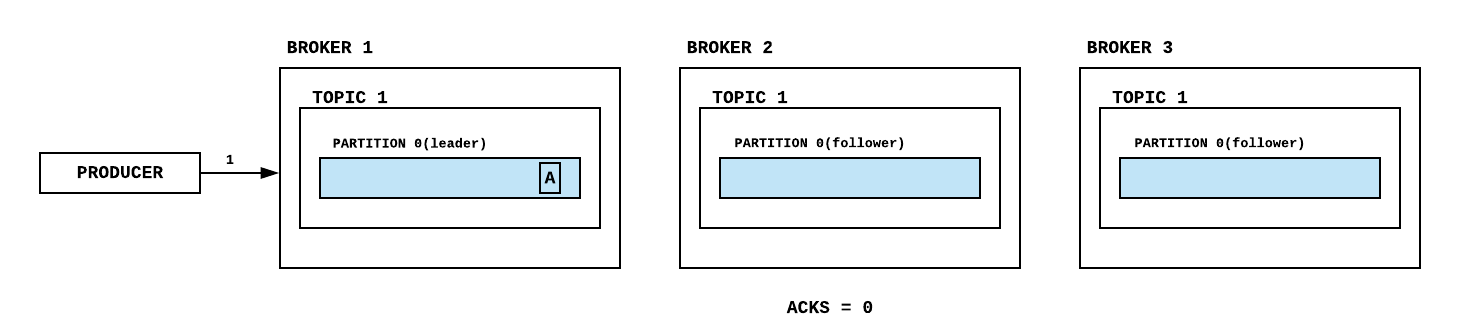 BROKER 1
BROKER 2
BROKER 3
TOPIC 1
TOPIC 1
TOPIC 1
PARTITION 0(leader)
PARTITION 0(follower)
PARTITION 0(follower)
1
PRODUCER
A
ACKS = 0